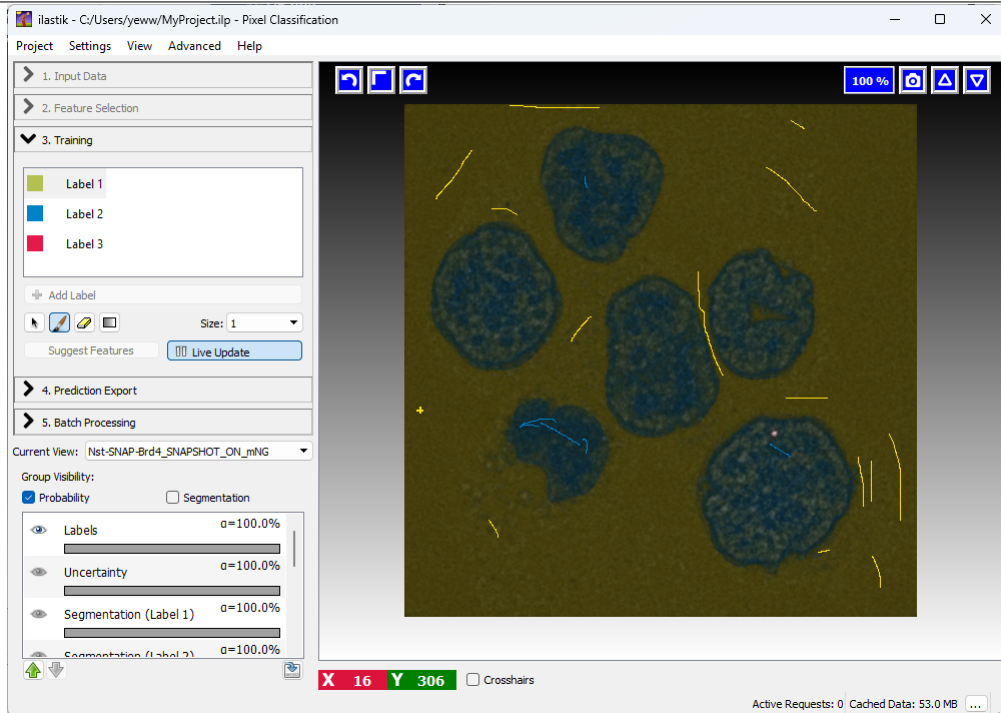 ilastik - C:/Users/yeww/MyProject.ilp - Pixel Classification
Project Settings View Advanced Help
1. Input Data
2. Feature Selection
3. Training
Label 1
Label 2
Label 3
Add Label
Size: 1
Suggest Features Live Update
4. Prediction Export
5. Batch Processing
Current View: Nst-SNAP-Brd4_SNAPSHOT_ON_mNG
Group Visibility:
Probability Segmentation
Labels α=100.0%
Uncertainty α=100.0%
Segmentation (Label 1) α=100.0%
Segmentation (Label 2) α=100.0%
100 %
X 16 Y 306 Crosshairs
Active Requests: 0 Cached Data: 53.0 MB ...